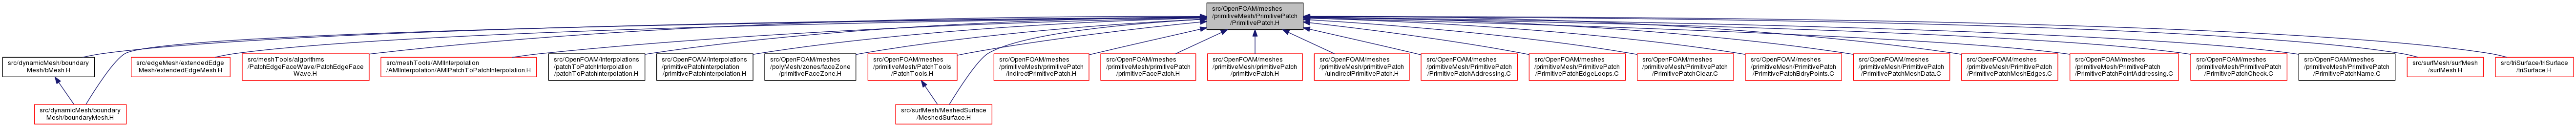 src/OpenFOAM/meshes
/primitiveMesh/PrimitivePatch
/PrimitivePatch.H
src/dynamicMesh/boundary
Mesh/bMesh.H
src/edgeMesh/extendedEdge
Mesh/extendedEdgeMesh.H
src/meshTools/algorithms
/PatchEdgeFaceWave/PatchEdgeFace
Wave.H
src/meshTools/AMIInterpolation
/AMIInterpolation/AMIPatchToPatchInterpolation.H
src/OpenFOAM/interpolations
/patchToPatchInterpolation
/patchToPatchInterpolation.H
src/OpenFOAM/interpolations
/primitivePatchInterpolation
/primitivePatchInterpolation.H
src/OpenFOAM/meshes
/polyMesh/zones/faceZone
/primitiveFaceZone.H
src/OpenFOAM/meshes
/primitiveMesh/PatchTools
/PatchTools.H
src/OpenFOAM/meshes
/primitiveMesh/primitivePatch
/indirectPrimitivePatch.H
src/OpenFOAM/meshes
/primitiveMesh/primitivePatch
/primitiveFacePatch.H
src/OpenFOAM/meshes
/primitiveMesh/primitivePatch
/primitivePatch.H
src/OpenFOAM/meshes
/primitiveMesh/primitivePatch
/uindirectPrimitivePatch.H
src/OpenFOAM/meshes
/primitiveMesh/PrimitivePatch
/PrimitivePatchAddressing.C
src/OpenFOAM/meshes
/primitiveMesh/PrimitivePatch
/PrimitivePatchEdgeLoops.C
src/OpenFOAM/meshes
/primitiveMesh/PrimitivePatch
/PrimitivePatchClear.C
src/OpenFOAM/meshes
/primitiveMesh/PrimitivePatch
/PrimitivePatchBdryPoints.C
src/OpenFOAM/meshes
/primitiveMesh/PrimitivePatch
/PrimitivePatchMeshData.C
src/OpenFOAM/meshes
/primitiveMesh/PrimitivePatch
/PrimitivePatchMeshEdges.C
src/OpenFOAM/meshes
/primitiveMesh/PrimitivePatch
/PrimitivePatchPointAddressing.C
src/OpenFOAM/meshes
/primitiveMesh/PrimitivePatch
/PrimitivePatchCheck.C
src/OpenFOAM/meshes
/primitiveMesh/PrimitivePatch
/PrimitivePatchName.C
src/surfMesh/surfMesh
/surfMesh.H
src/triSurface/triSurface
/triSurface.H
src/dynamicMesh/boundary
Mesh/boundaryMesh.H
src/surfMesh/MeshedSurface
/MeshedSurface.H